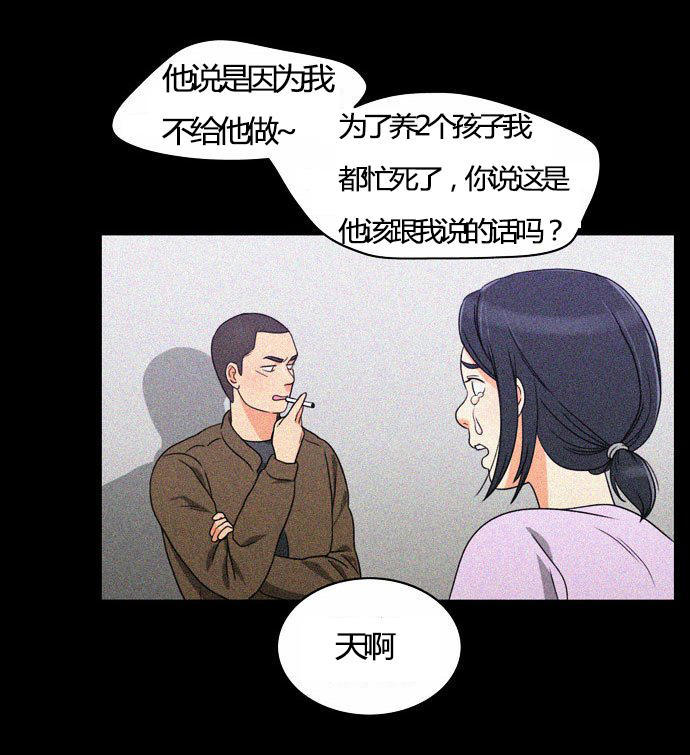 他说是因为我
不给他做~
为了养2个孩子我
都忙死了，你说这是
他该跟我说的话吗？
天啊